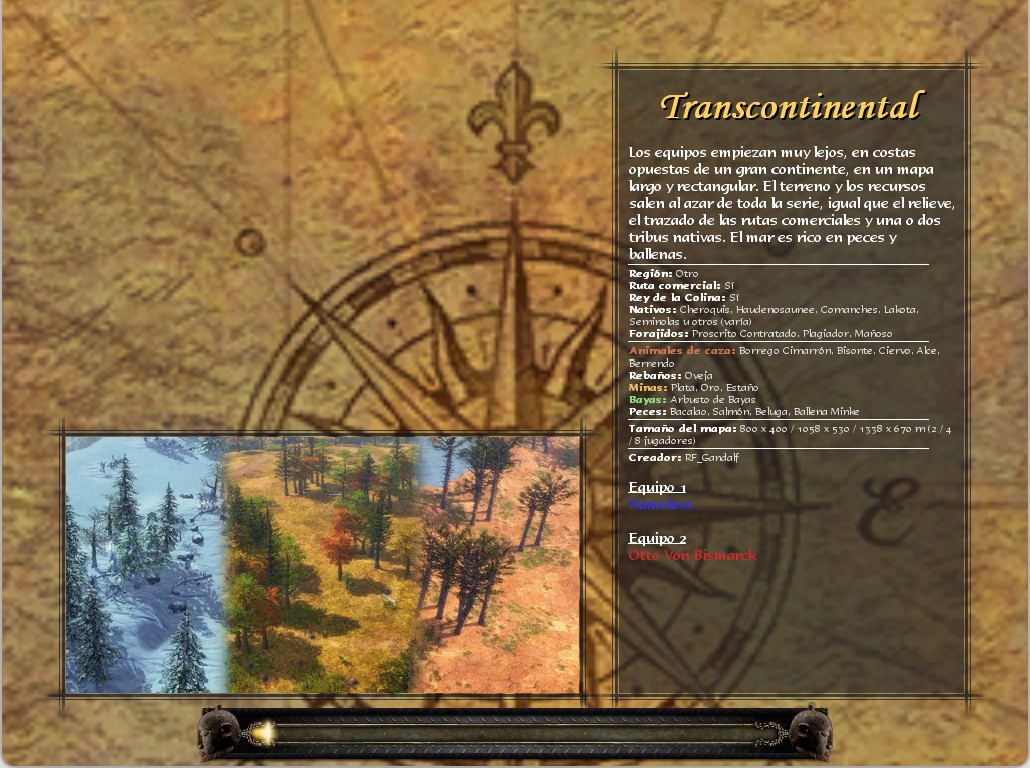 Transcontinental
Los equipos empiezan muy lejos, en costas
opuestas de un gran continente, en un mapa
largo y rectangular. El terreno y los recursos
salen al azar de toda la serie, igual que el relieve,
el trazado de las rutas comerciales y una o dos
tribus nativas. El mar es rico en peces y
ballenas.
Región: Otro
Ruta comercial: Sí
Rey de la Colina: Sí
Nativos: Cheroquis, Haudenosaunee, Comanches, Lakota,
Seminolas u otros (varía)
Forajidos: Proscrito Contratado, Plagiador, Mañoso
Animales de caza: Borrego Cimarrón, Bisonte, Ciervo, Alce,
Berrendo
Rebaños: Oveja
Minas: Plata, Oro, Estaño
Bayas: Arbusto de Bayas
Peces: Bacalao, Salmón, Beluga, Ballena Minke
Tamaño del mapa: 800 x 400 / 1058 x 530 / 1338 x 670 m (2 / 4
/ 8 jugadores)
Creador: RF_Gandalf
Equipo 1
Nameless
Equipo 2
Otto Von Bismarck
E